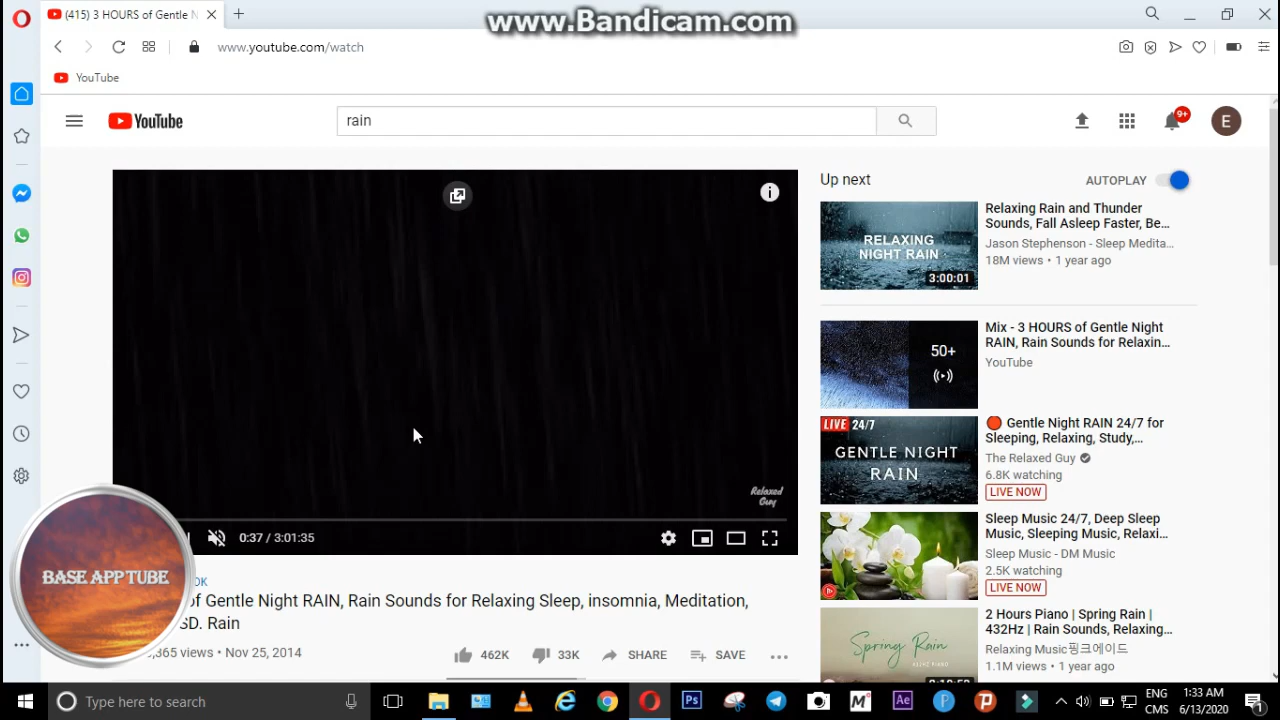 www.Bandicam.com
(415) 3 HOURS of Gentle N
www.youtube.com/watch
YouTube
YouTube
rain
9+
E
Relaxed
Guy
0:37 / 3:01:35
of Gentle Night RAIN, Rain Sounds for Relaxing Sleep, insomnia, Meditation,
SD. Rain
,365 views • Nov 25, 2014
462K
33K
SHARE
SAVE
BASE APP TUBE
Up next
AUTOPLAY
RELAXING
NIGHT RAIN
3:00:01
Relaxing Rain and Thunder
Sounds, Fall Asleep Faster, Be...
Jason Stephenson - Sleep Medita...
18M views • 1 year ago
50+
Mix - 3 HOURS of Gentle Night
RAIN, Rain Sounds for Relaxin...
YouTube
LIVE 24/7
GENTLE NIGHT
RAIN
Gentle Night RAIN 24/7 for
Sleeping, Relaxing, Study,...
The Relaxed Guy
6.8K watching
LIVE NOW
Sleep Music 24/7, Deep Sleep
Music, Sleeping Music, Relaxi...
Sleep Music - DM Music
2.5K watching
LIVE NOW
Spring Rain
2 Hours Piano | Spring Rain |
432Hz | Rain Sounds, Relaxing...
Relaxing Music핑크에이드
1.1M views • 1 year ago
Type here to search
Ps
Ae
ENG
CMS
1:33 AM
6/13/2020
1